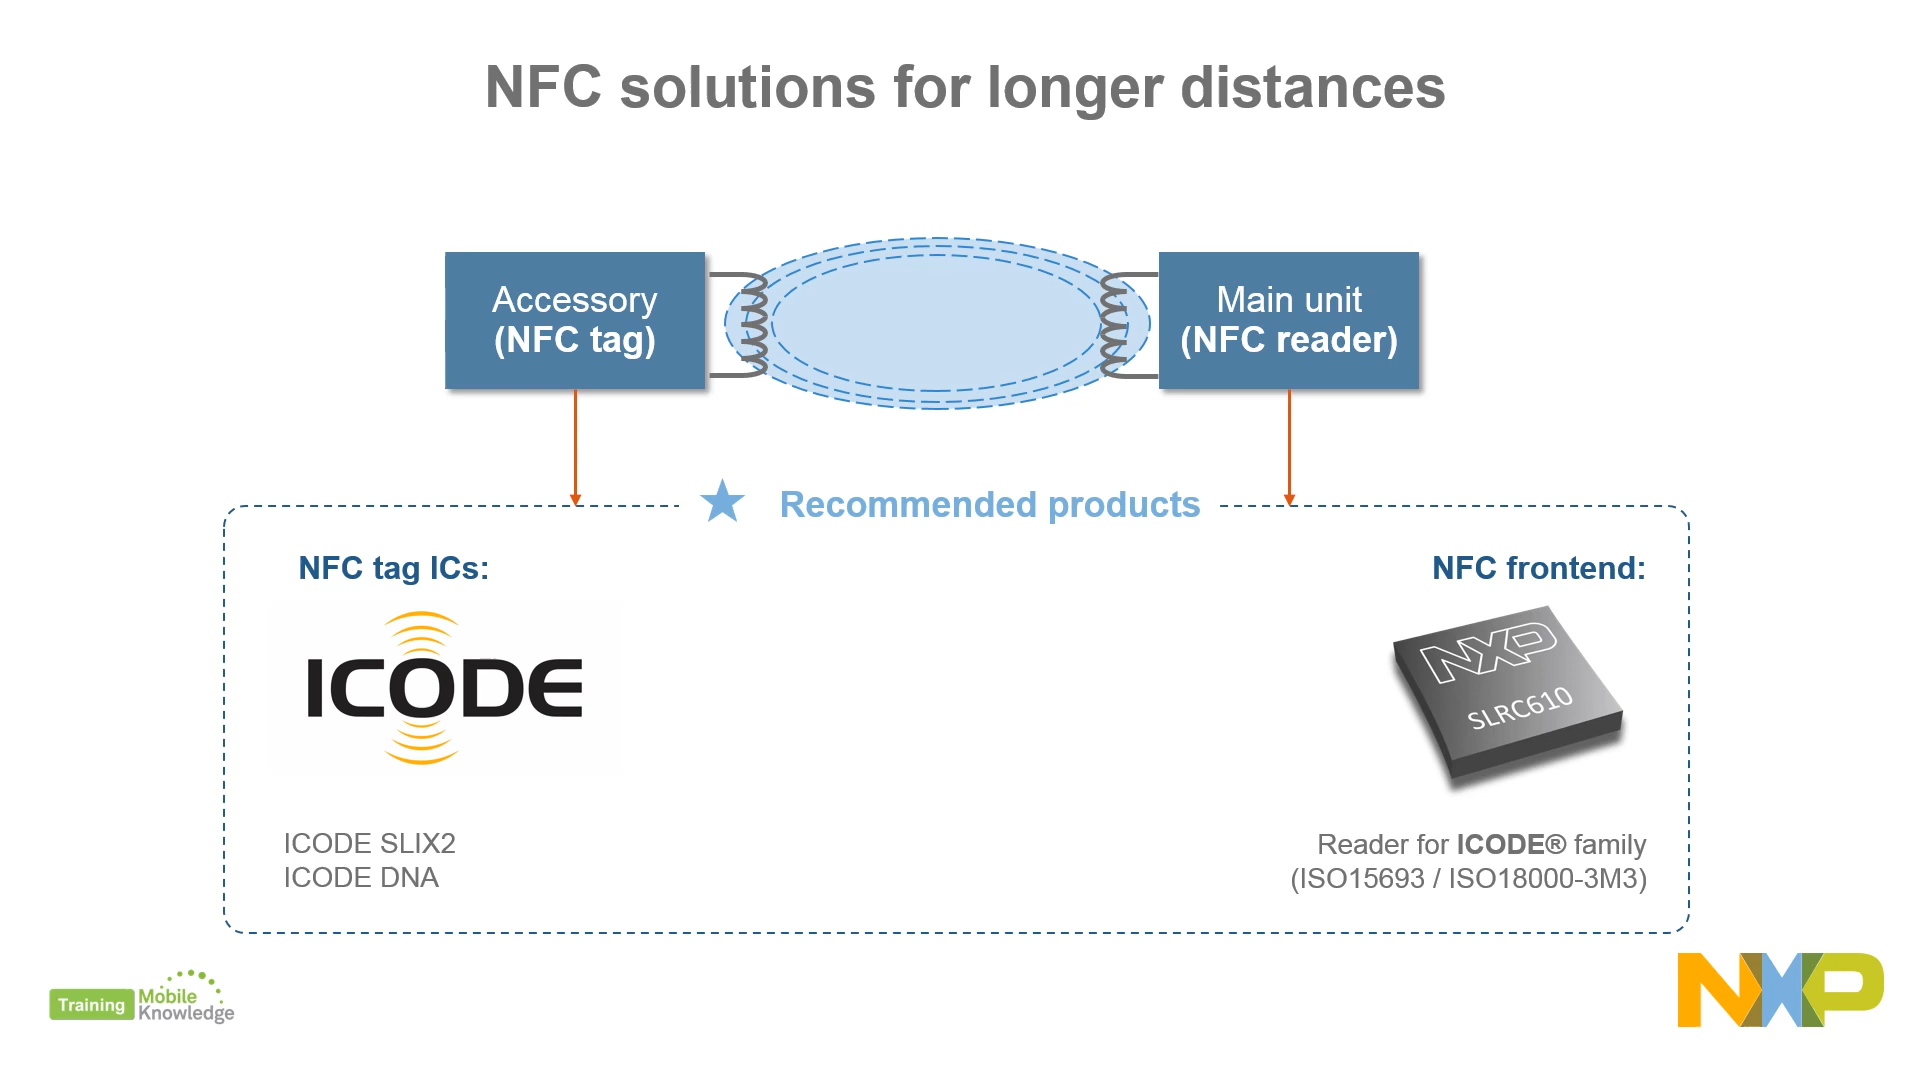 NFC solutions for longer distances
Accessory
(NFC tag)
Main unit
(NFC reader)
Recommended products
NFC tag ICs:
NFC frontend:
ICODE
NXP
SLRC610
ICODE SLIX2
ICODE DNA
Reader for ICODE® family
(ISO15693 / ISO18000-3M3)
Training
Mobile
Knowledge
NXP